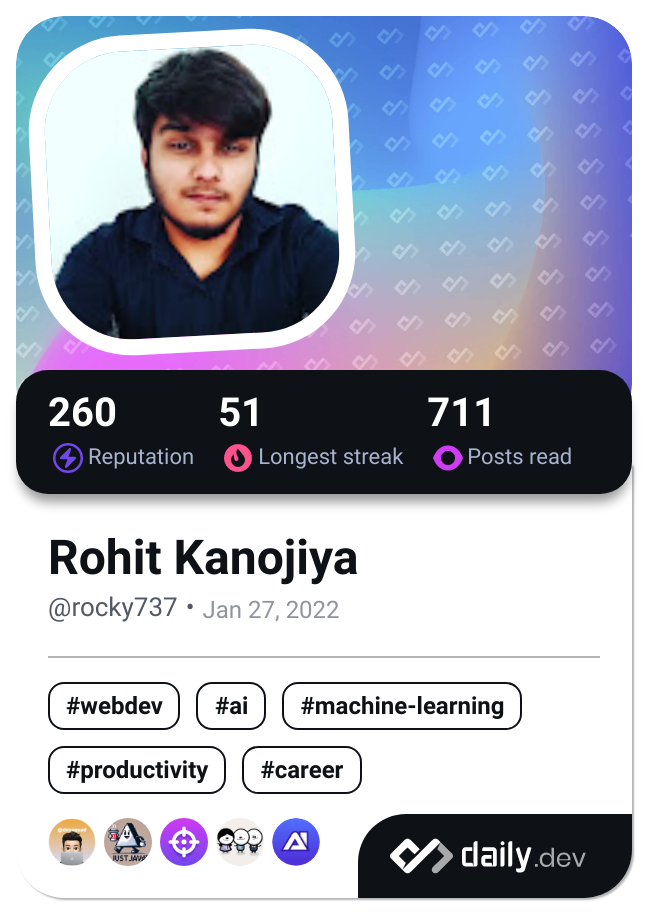 260 51 711
Reputation Longest streak Posts read
Rohit Kanojiya
@rocky737 • Jan 27, 2022
#webdev #ai #machine-learning
#productivity #career
JUST JAVA
daily.dev